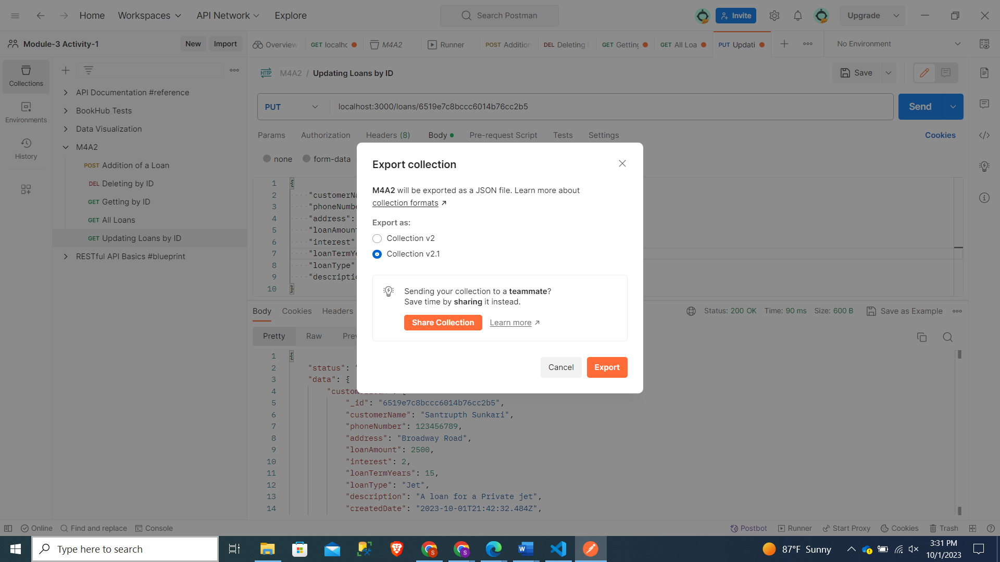 Home Workspaces API Network Explore Search Postman Invite Upgrade
Module-3 Activity-1 New Import Overview GET localhc M4A2 Runner POST Addition DEL Deleting GET Getting GET All Loa PUT Updati No Environment
M4A2 / Updating Loans by ID Save
Collections
Environments
History
API Documentation #reference
BookHub Tests
Data Visualization
M4A2
POST Addition of a Loan
DEL Deleting by ID
GET Getting by ID
GET All Loans
GET Updating Loans by ID
RESTful API Basics #blueprint
PUT localhost:3000/loans/6519e7c8bccc6014b76cc2b5 Send
Params Authorization Headers (8) Body Pre-request Script Tests Settings Cookies
none form-data
1 {
2 "customerNa
3 "phoneNumbe
4 "address":
5 "loanAmount
6 "interest"
7 "loanTermYe
8 "loanType"
9 "descriptio
10 }
Export collection
M4A2 will be exported as a JSON file. Learn more about
collection formats ↗
Export as:
Collection v2
Collection v2.1
Sending your collection to a teammate?
Save time by sharing it instead.
Share Collection Learn more ↗
Cancel Export
Body Cookies Headers Status: 200 OK Time: 90 ms Size: 600 B Save as Example
Pretty Raw Prev
1 {
2 "status":
3 "data": {
4
5 "_id": "6519e7c8bccc6014b76cc2b5",
6 "customerName": "Santrupth Sunkari",
7 "phoneNumber": 123456789,
8 "address": "Broadway Road",
9 "loanAmount": 2500,
10 "interest": 2,
11 "loanTermYears": 15,
12 "loanType": "Jet",
13 "description": "A loan for a Private jet",
14 "createdDate": "2023-10-01T21:42:32.484Z",
Online Find and replace Console Postbot Runner Start Proxy Cookies Trash
Type here to search 87°F Sunny 3:31 PM
10/1/2023